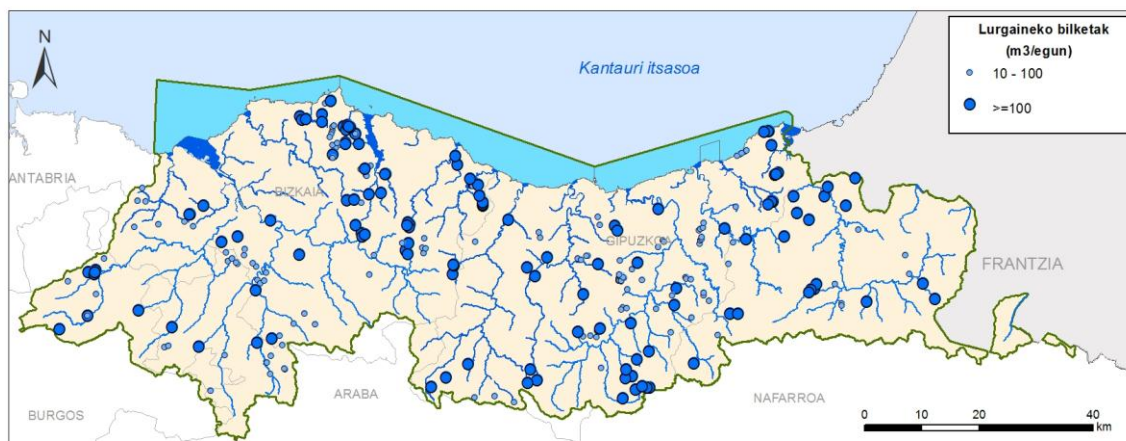 N
Lurgaineko bilketak
(m3/egun)
10 - 100
>=100
Kantauri itsasoa
ANTABRIA
BIZKAIA
GIPUZKOA
FRANTZIA
ARABA
NAFARROA
BURGOS
0 10 20 40
km